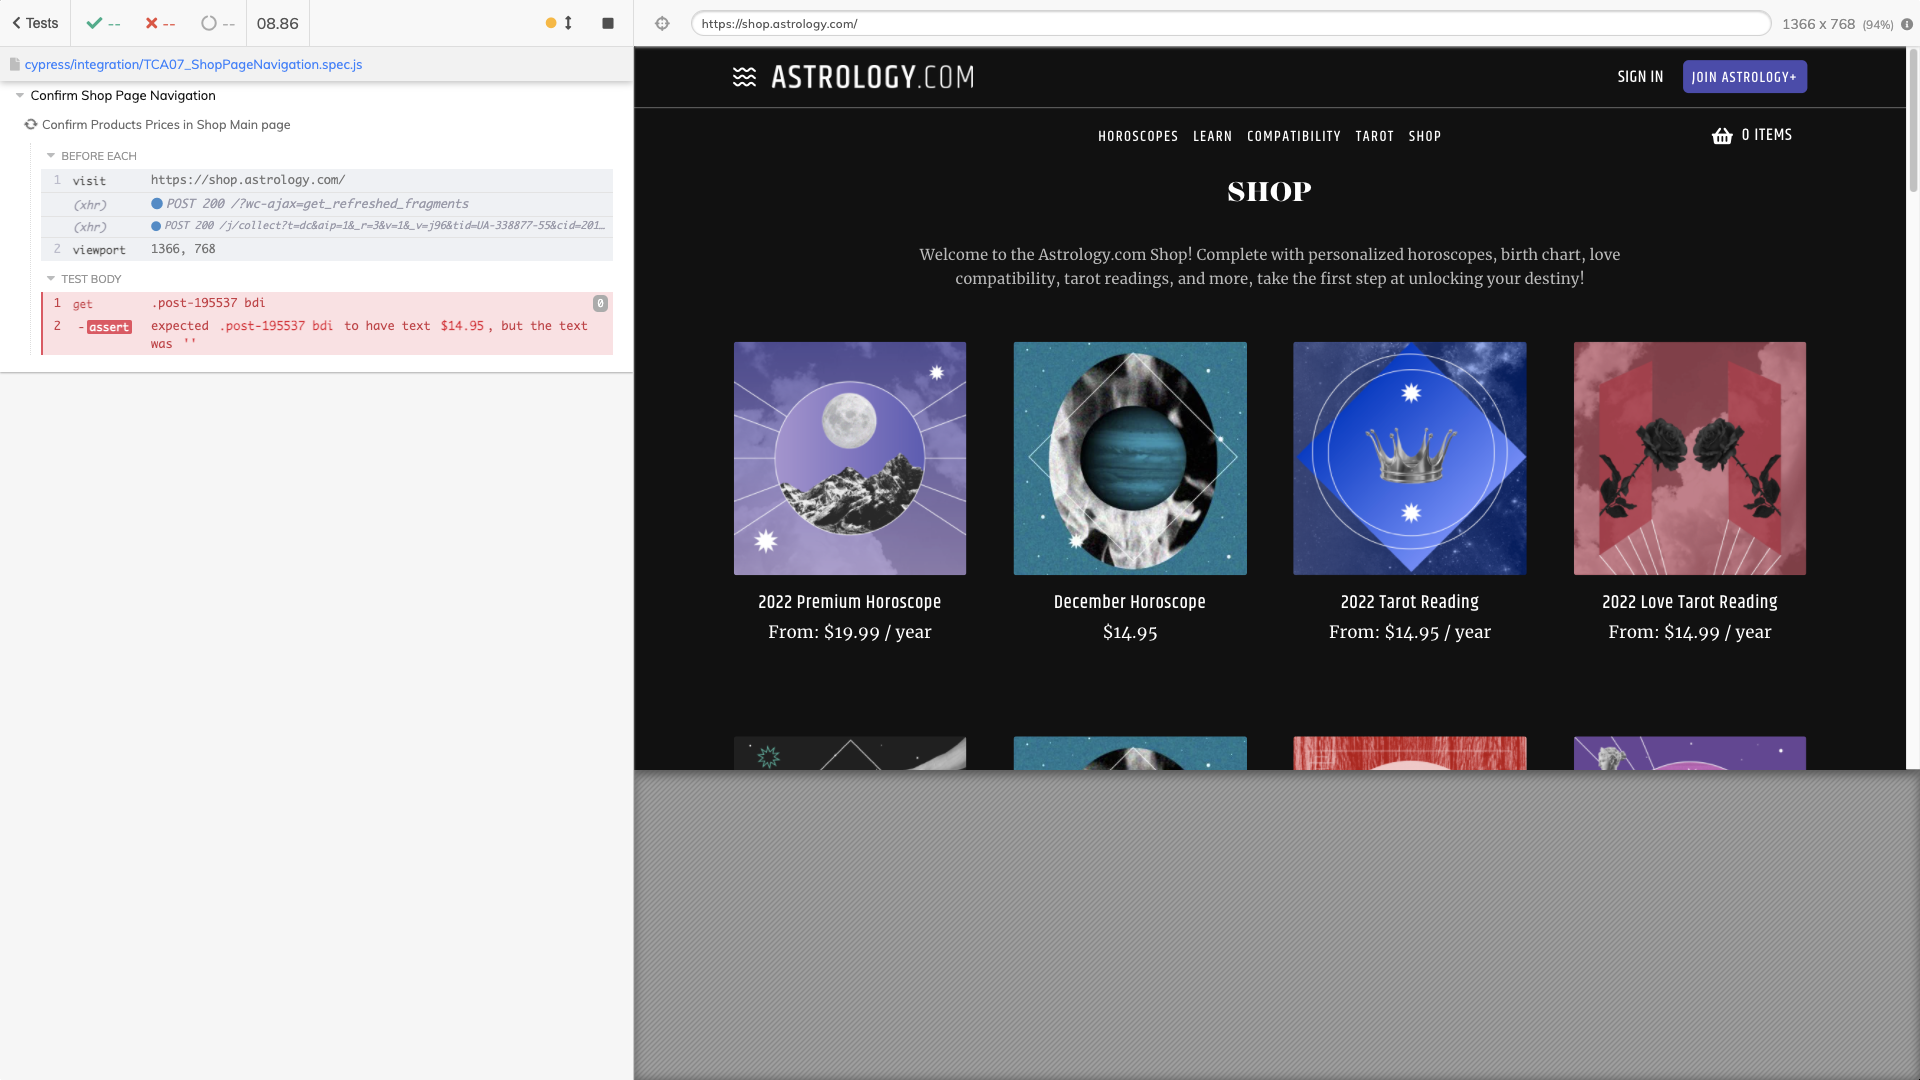 Tests
--
--
--
08.86
cypress/integration/TCA07_ShopPageNavigation.spec.js
Confirm Shop Page Navigation
Confirm Products Prices in Shop Main page
BEFORE EACH
1 visit https://shop.astrology.com/
(xhr) POST 200 /?wc-ajax=get_refreshed_fragments
(xhr) POST 200 /j/collect?t=dc&aip=1&_r=3&v=1&_v=j96&tid=UA-338877-55&cid=201...
2 viewport 1366, 768
TEST BODY
1 get .post-195537 bdi 0
2 -assert expected .post-195537 bdi to have text $14.95, but the text
was ''
https://shop.astrology.com/
1366 x 768 (94%)
ASTROLOGY.COM
SIGN IN
JOIN ASTROLOGY+
HOROSCOPES LEARN COMPATIBILITY TAROT SHOP
0 ITEMS
SHOP
Welcome to the Astrology.com Shop! Complete with personalized horoscopes, birth chart, love
compatibility, tarot readings, and more, take the first step at unlocking your destiny!
2022 Premium Horoscope
From: $19.99 / year
December Horoscope
$14.95
2022 Tarot Reading
From: $14.95 / year
2022 Love Tarot Reading
From: $14.99 / year